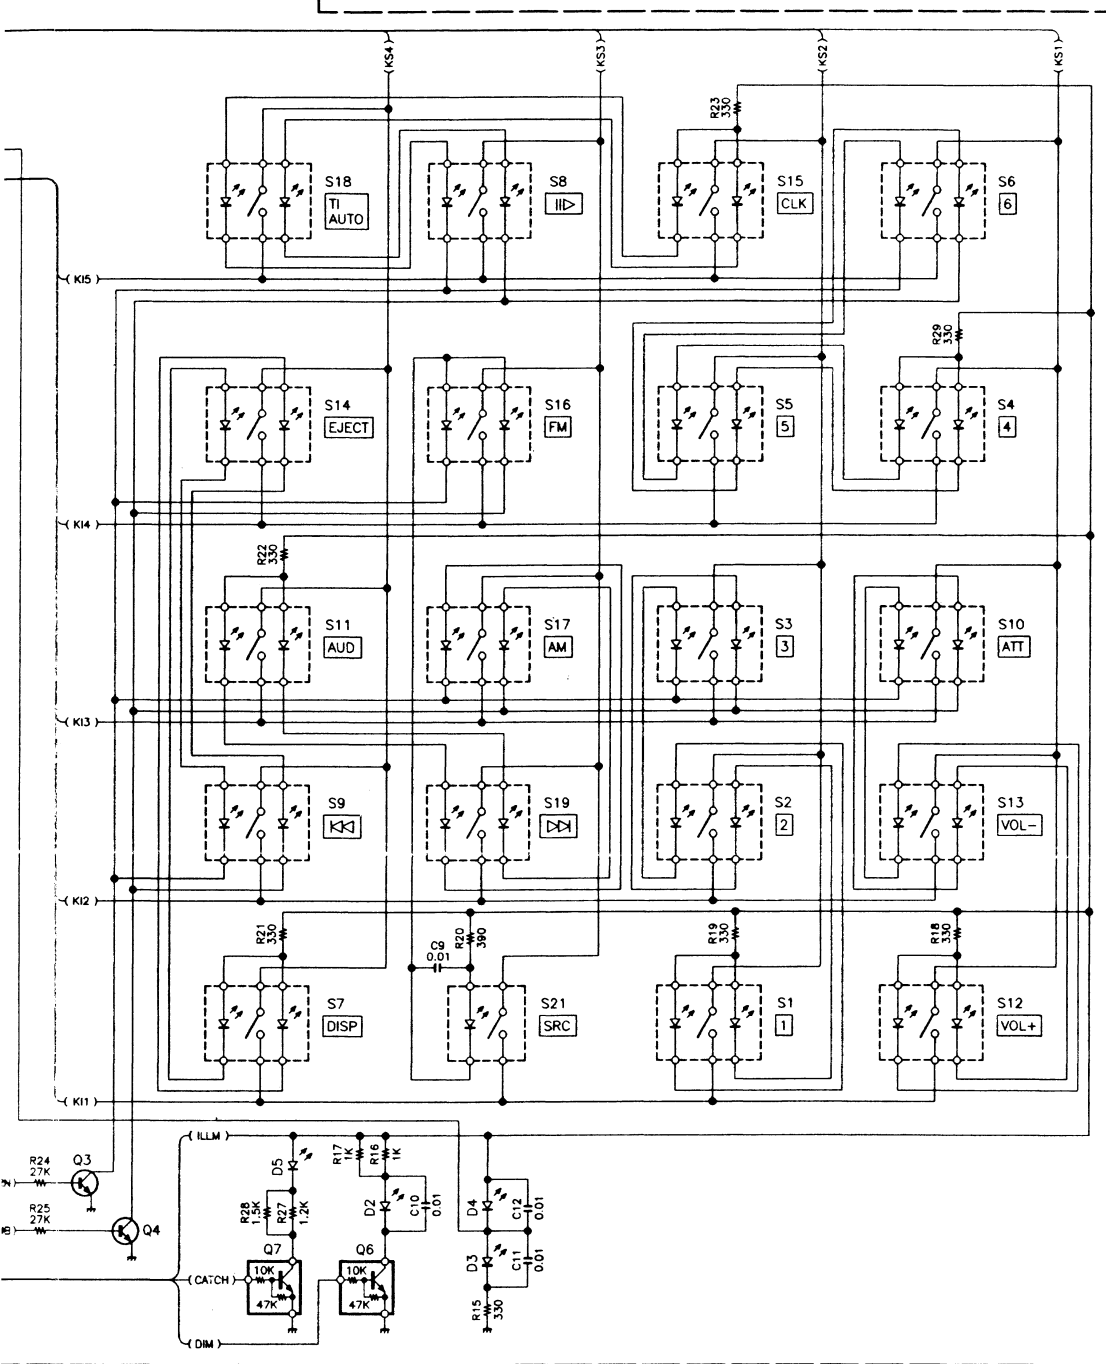 KS4
KS3
KS2
KS1
R23
330
S18
TI
AUTO
S8
S15
CLK
S6
6
KI5
R29
330
S14
EJECT
S16
FM
S5
5
S4
4
KI4
R22
330
S11
AUD
S17
AM
S3
3
S10
ATT
KI3
S9
S19
S2
2
S13
VOL-
KI2
R21
330
C9
0.01
R20
390
R19
330
R18
330
S7
DISP
S21
SRC
S1
1
S12
VOL+
KI1
ILLM
R24
27K
Q3
R25
27K
Q4
D5
R17
1K
R16
1K
R28
1.5K
R27
1.2K
D2
C10
0.01
D4
C12
0.01
D3
C11
0.01
Q7
10K
47K
Q6
10K
47K
CATCH
R15
330
DIM